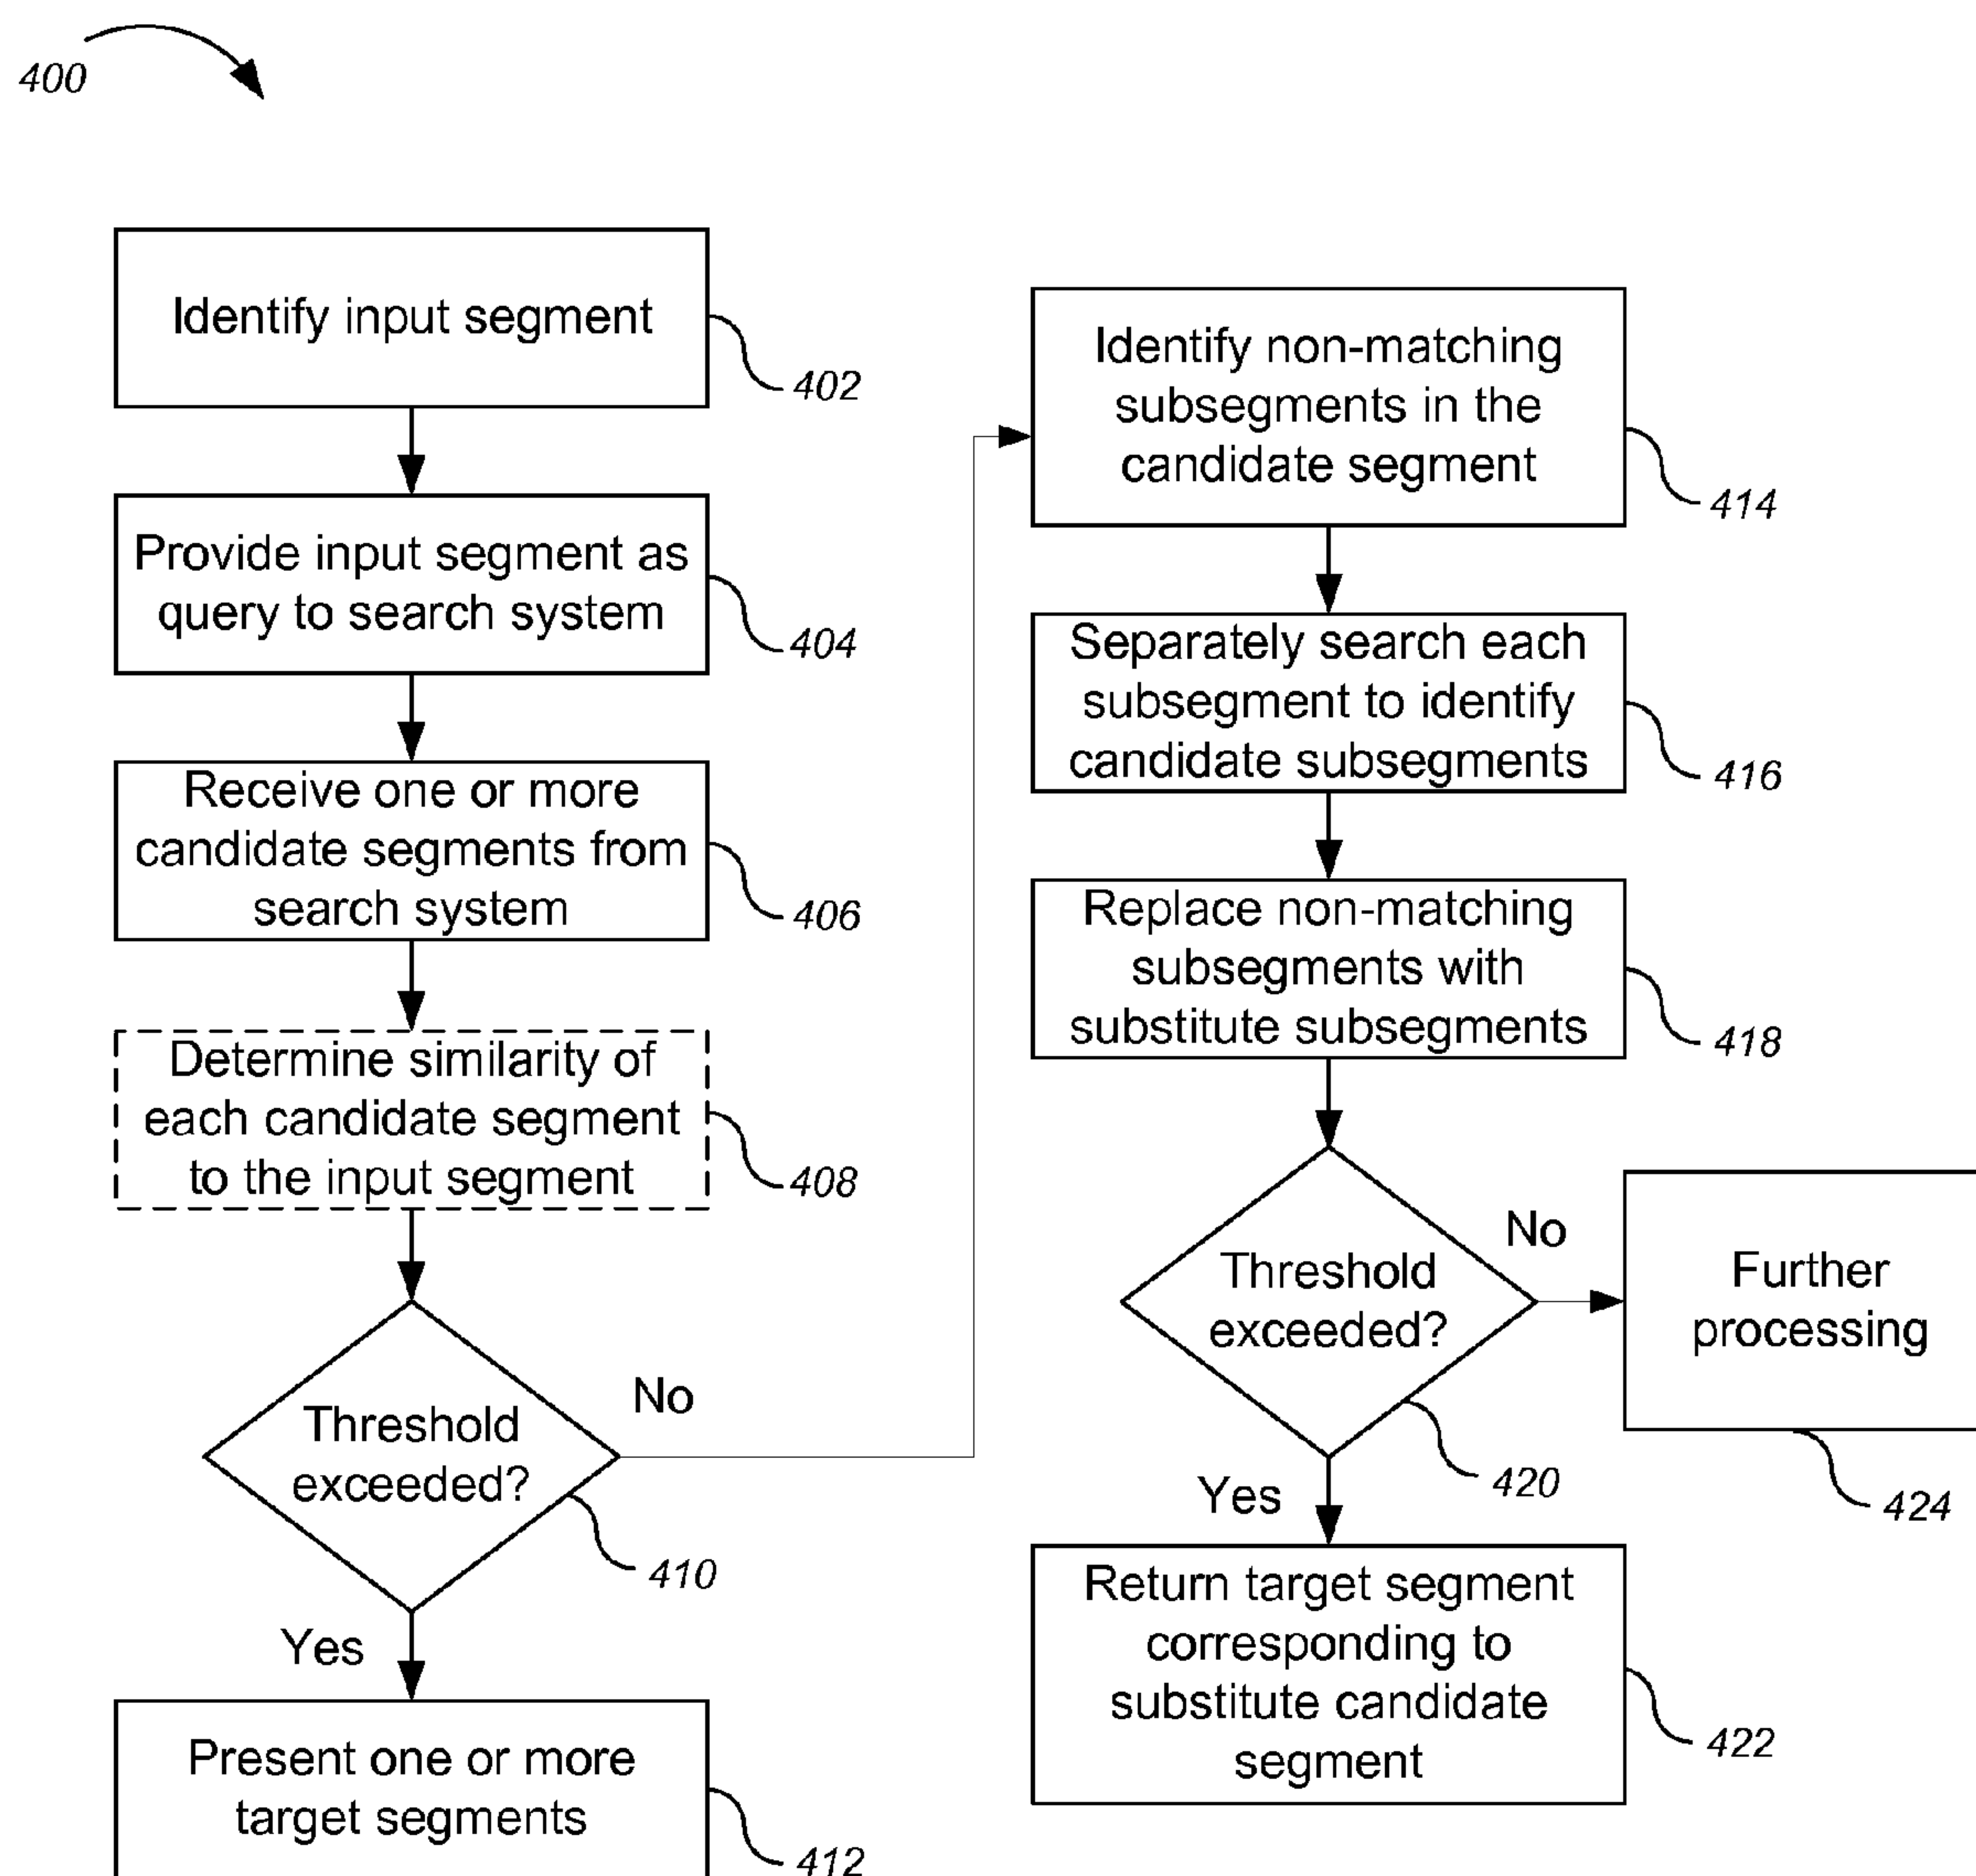 400
Identify input segment
402
Provide input segment as
query to search system
404
Receive one or more
candidate segments from
search system
406
Determine similarity of
each candidate segment
to the input segment
408
Threshold
exceeded?
No
410
Yes
Present one or more
target segments
412
Identify non-matching
subsegments in the
candidate segment
414
Separately search each
subsegment to identify
candidate subsegments
416
Replace non-matching
subsegments with
substitute subsegments
418
Threshold
exceeded?
No
420
Further
processing
424
Yes
Return target segment
corresponding to
substitute candidate
segment
422